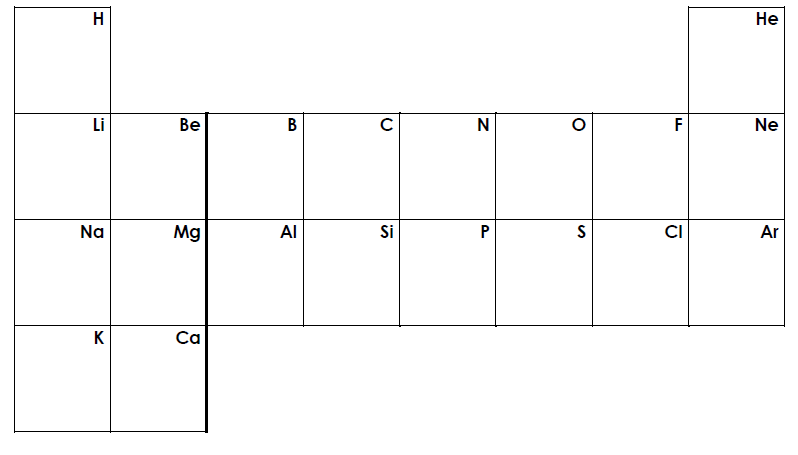 H He
Li Be B C N O F Ne
Na Mg Al Si P S Cl Ar
K Ca